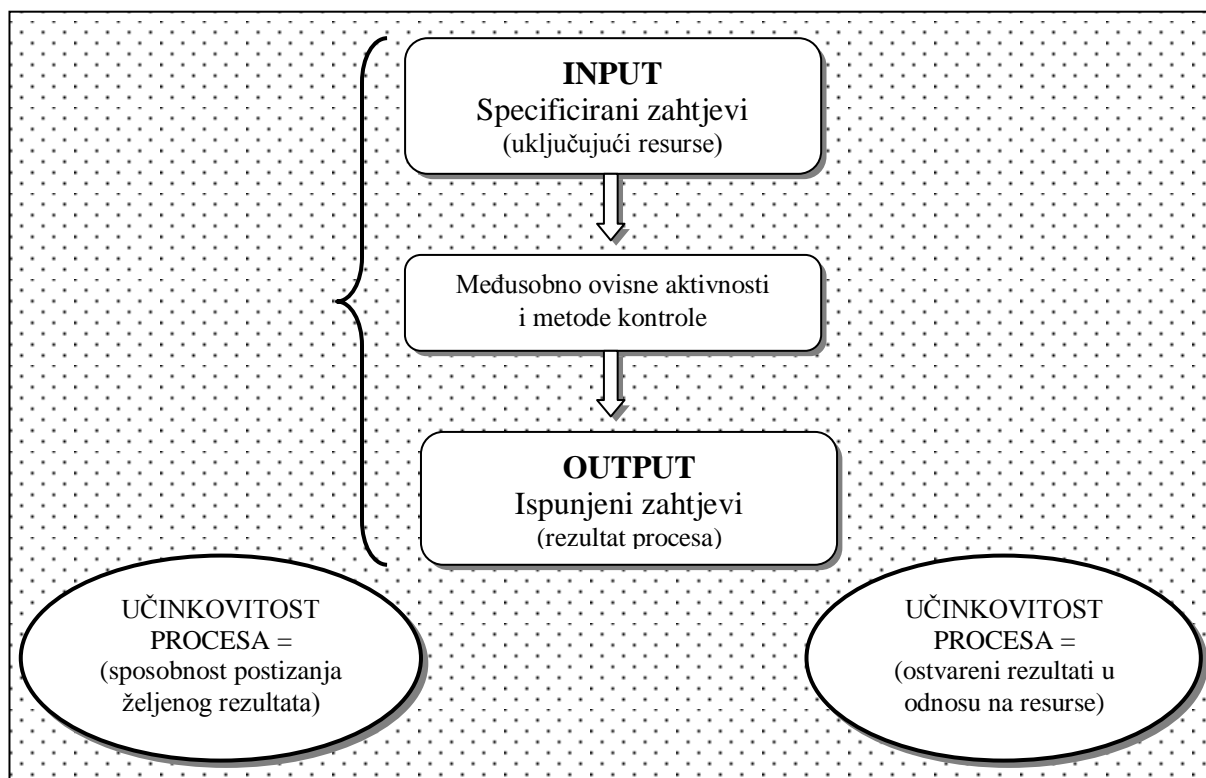 INPUT
Specificirani zahtjevi
(uključujući resurse)
Međusobno ovisne aktivnosti
i metode kontrole
OUTPUT
Ispunjeni zahtjevi
(rezultat procesa)
UČINKOVITOST
PROCESA =
(sposobnost postizanja
željenog rezultata)
UČINKOVITOST
PROCESA =
(ostvareni rezultati u
odnosu na resurse)